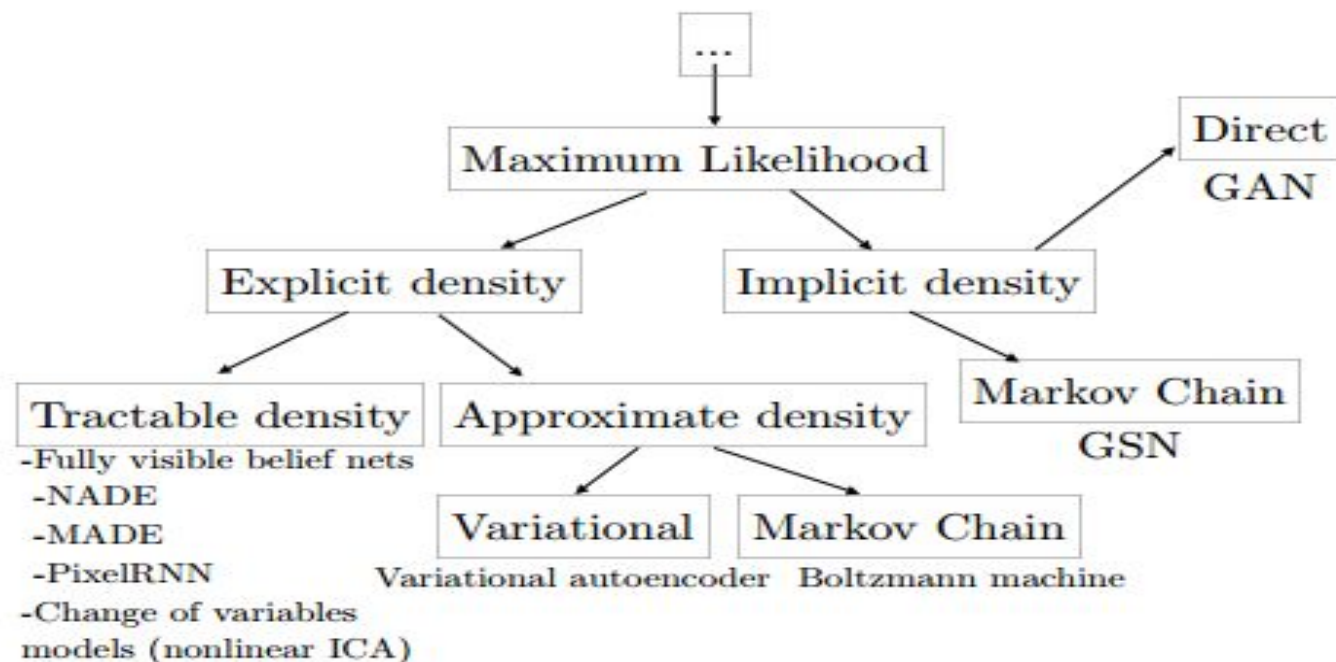 ...
Maximum Likelihood
Direct
GAN
Explicit density
Implicit density
Tractable density
-Fully visible belief nets
-NADE
-MADE
-PixelRNN
-Change of variables
models (nonlinear ICA)
Approximate density
Variational
Variational autoencoder
Markov Chain
Boltzmann machine
Markov Chain
GSN